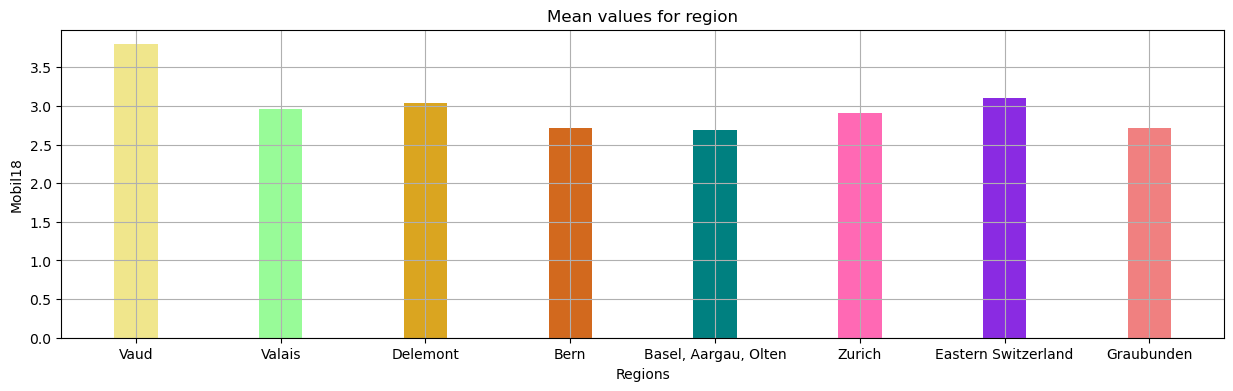 Mean values for region
Mobil18
3.5
3.0
2.5
2.0
1.5
1.0
0.5
0.0
Vaud Valais Delemont Bern Basel, Aargau, Olten Zurich Eastern Switzerland Graubunden
Regions